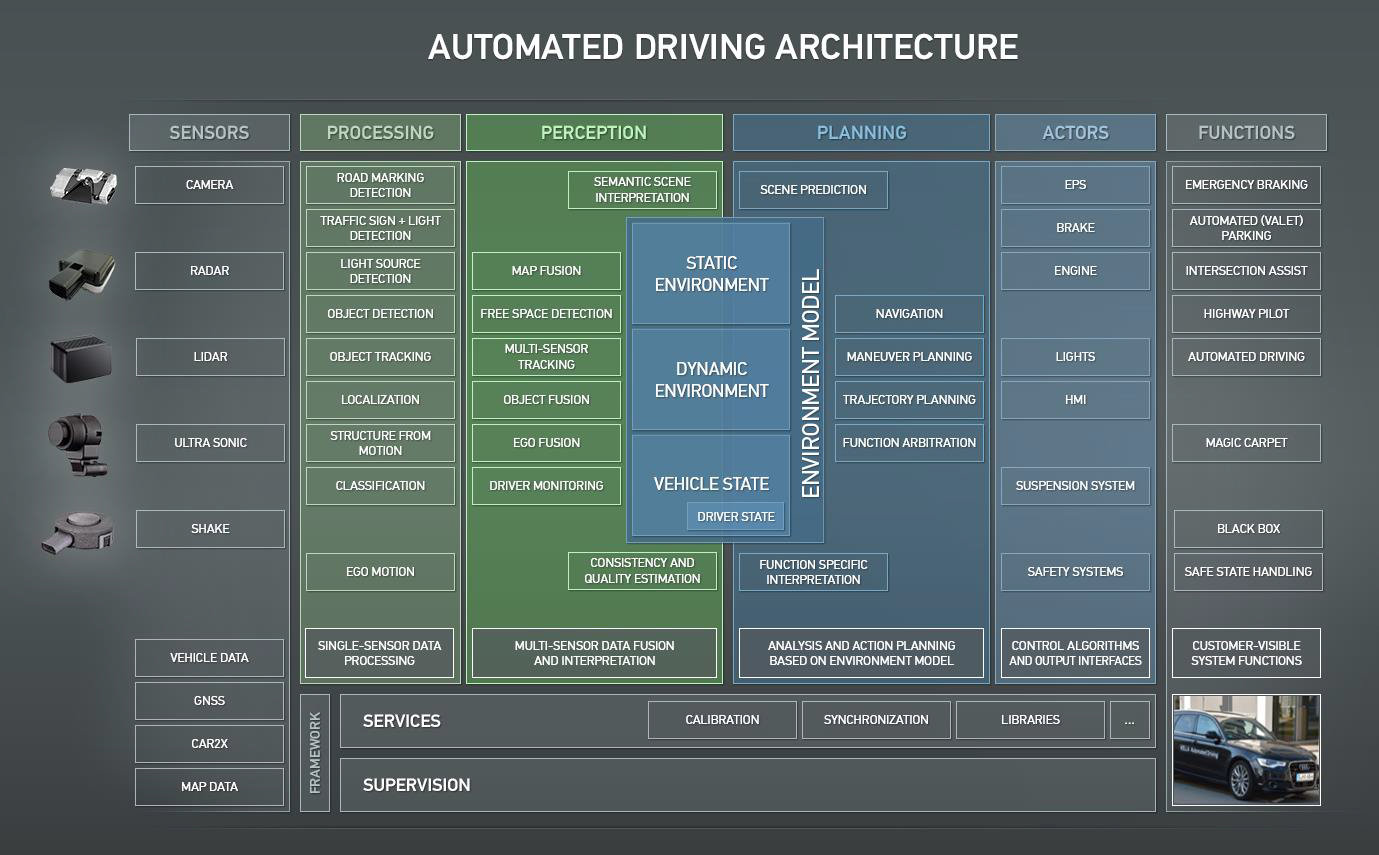 AUTOMATED DRIVING ARCHITECTURE
SENSORS
CAMERA
RADAR
LIDAR
ULTRA SONIC
SHAKE
VEHICLE DATA
GNSS
CAR2X
MAP DATA
PROCESSING
ROAD MARKING
DETECTION
TRAFFIC SIGN + LIGHT
DETECTION
LIGHT SOURCE
DETECTION
OBJECT DETECTION
OBJECT TRACKING
LOCALIZATION
STRUCTURE FROM
MOTION
CLASSIFICATION
EGO MOTION
SINGLE-SENSOR DATA
PROCESSING
PERCEPTION
SEMANTIC SCENE
INTERPRETATION
MAP FUSION
FREE SPACE DETECTION
MULTI-SENSOR
TRACKING
OBJECT FUSION
EGO FUSION
DRIVER MONITORING
CONSISTENCY AND
QUALITY ESTIMATION
MULTI-SENSOR DATA FUSION
AND INTERPRETATION
STATIC
ENVIRONMENT
DYNAMIC
ENVIRONMENT
VEHICLE STATE
DRIVER STATE
ENVIRONMENT MODEL
PLANNING
SCENE PREDICTION
NAVIGATION
MANEUVER PLANNING
TRAJECTORY PLANNING
FUNCTION ARBITRATION
FUNCTION SPECIFIC
INTERPRETATION
ANALYSIS AND ACTION PLANNING
BASED ON ENVIRONMENT MODEL
ACTORS
EPS
BRAKE
ENGINE
LIGHTS
HMI
SUSPENSION SYSTEM
SAFETY SYSTEMS
CONTROL ALGORITHMS
AND OUTPUT INTERFACES
FUNCTIONS
EMERGENCY BRAKING
AUTOMATED (VALET)
PARKING
INTERSECTION ASSIST
HIGHWAY PILOT
AUTOMATED DRIVING
MAGIC CARPET
BLACK BOX
SAFE STATE HANDLING
CUSTOMER-VISIBLE
SYSTEM FUNCTIONS
FRAMEWORK
SERVICES
CALIBRATION
SYNCHRONIZATION
LIBRARIES
...
SUPERVISION